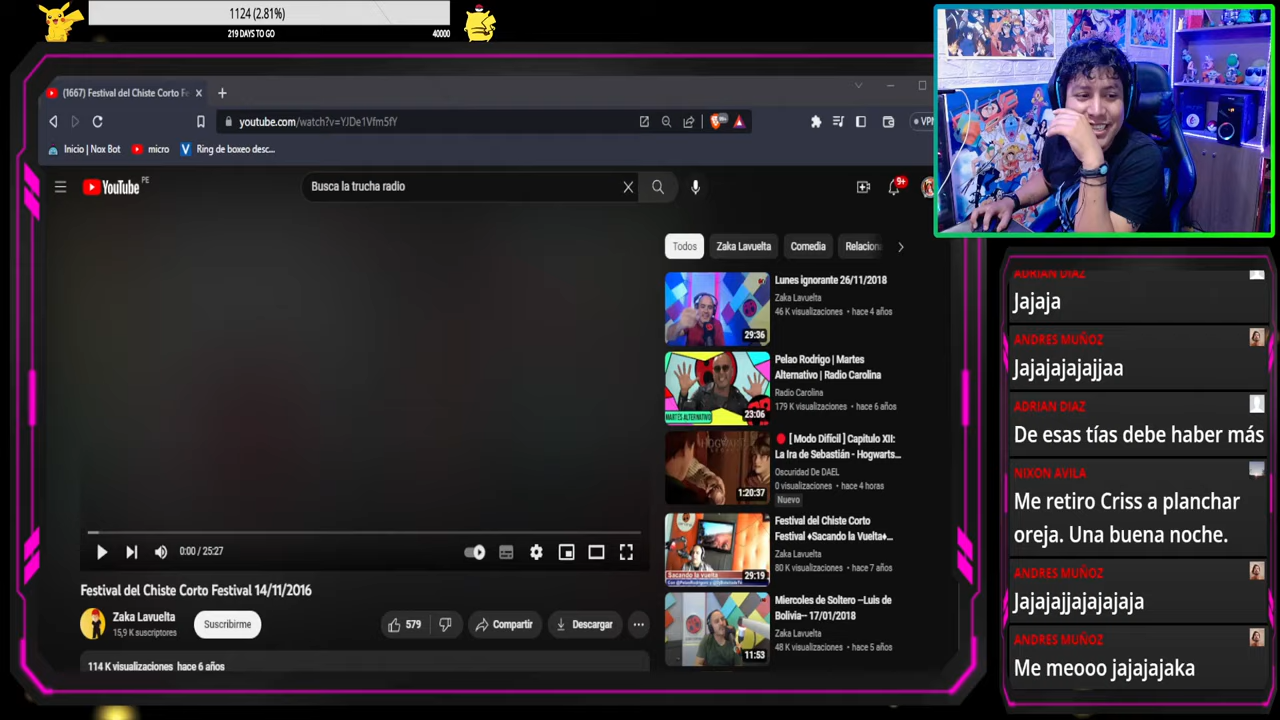 1124 (2.81%)
219 DAYS TO GO
40000
(1667) Festival del Chiste Corto Fe
youtube.com/watch?v=YJDe1Vfm5fY
VPN
Inicio | Nox Bot
micro
Ring de boxeo desc...
YouTube PE
Busca la trucha radio
9+
Todos
Zaka Lavuelta
Comedia
Relacion
Lunes ignorante 26/11/2018
Zaka Lavuelta
46 K visualizaciones • hace 4 años
29:36
Pelao Rodrigo | Martes
Alternativo | Radio Carolina
Radio Carolina
179 K visualizaciones • hace 6 años
MARTES ALTERNATIVO
23:06
[ Modo Difícil ] Capitulo XII:
La Ira de Sebastián - Hogwarts...
Oscuridad De DAEL
0 visualizaciones • hace 4 horas
Nuevo
1:20:37
Festival del Chiste Corto
Festival ♦Sacando la Vuelta♦...
Zaka Lavuelta
80 K visualizaciones • hace 7 años
Sacando la vuelta
29:19
Miercoles de Soltero --Luis de
Bolivia-- 17/01/2018
Zaka Lavuelta
48 K visualizaciones • hace 5 años
11:53
0:00 / 25:27
Festival del Chiste Corto Festival 14/11/2016
Zaka Lavuelta
15,9 K suscriptores
Suscribirme
579
Compartir
Descargar
114 K visualizaciones hace 6 años
ADRIAN DIAZ
Jajaja
ANDRES MUÑOZ
Jajajajajajjaa
ADRIAN DIAZ
De esas tías debe haber más
NIXON AVILA
Me retiro Criss a planchar
oreja. Una buena noche.
ANDRES MUÑOZ
Jajajajjajajajaja
ANDRES MUÑOZ
Me meooo jajajajaka